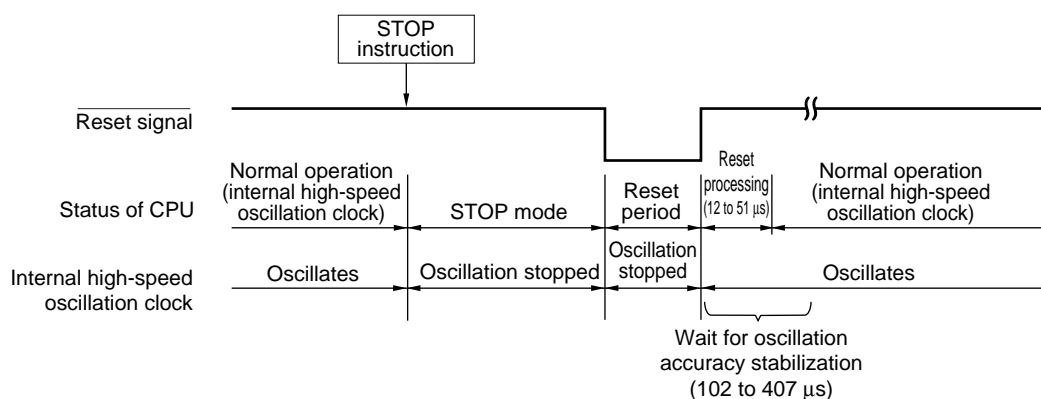 STOP
instruction
Reset signal
Status of CPU
Normal operation
(internal high-speed
oscillation clock)
STOP mode
Reset
period
Reset
processing
(12 to 51 μs)
Normal operation
(internal high-speed
oscillation clock)
Internal high-speed
oscillation clock
Oscillates
Oscillation stopped
Oscillation
stopped
Oscillates
Wait for oscillation
accuracy stabilization
(102 to 407 μs)